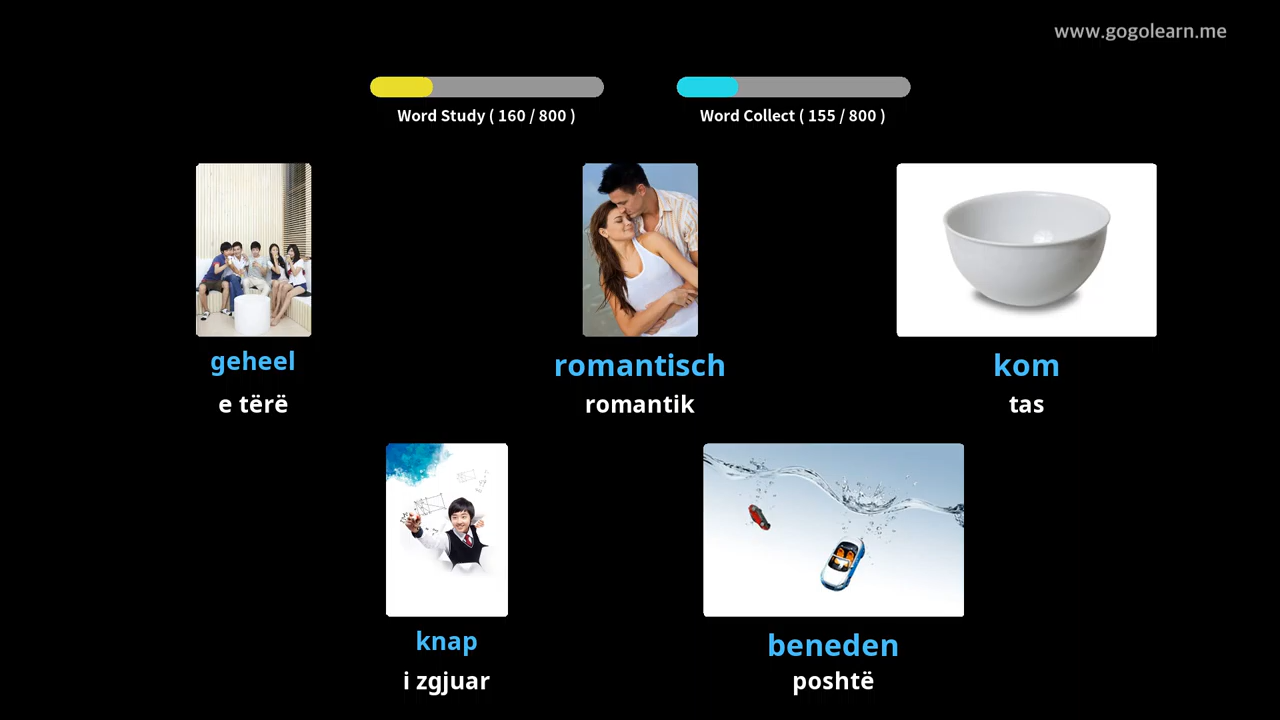 www.gogolearn.me
Word Study ( 160 / 800 )
Word Collect ( 155 / 800 )
geheel
romantisch
kom
e tërë
romantik
tas
knap
beneden
i zgjuar
poshtë